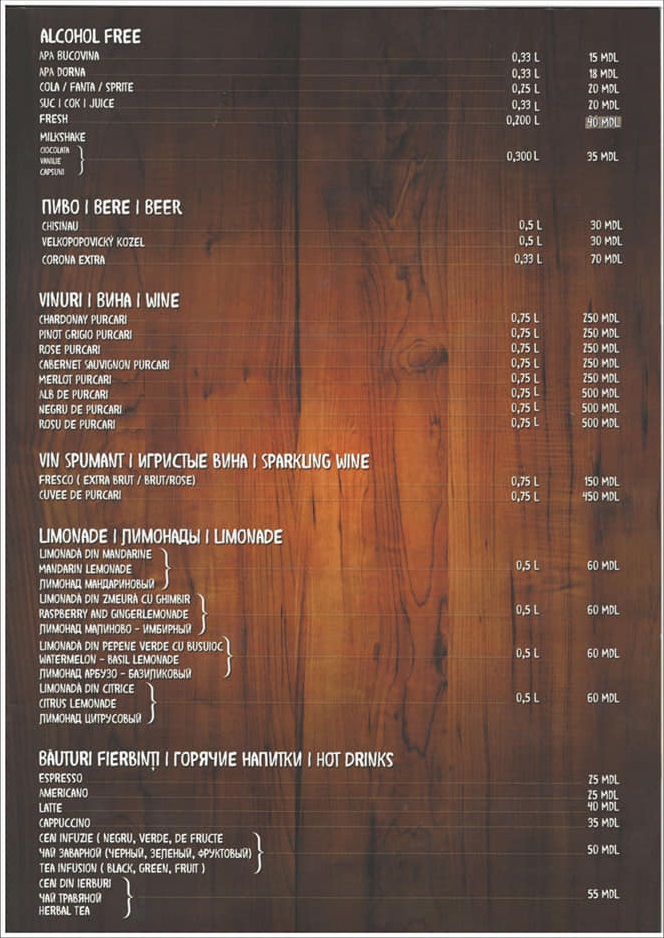 ALCOHOL FREE
APA BUCOVINA 0,33 L 15 MDL
APA DORNA 0,33 L 18 MDL
COLA / FANTA / SPRITE 0,25 L 20 MDL
SUC | СОК | JUICE 0,33 L 20 MDL
FRESH 0,200 L 40 MDL
MILKSHAKE
CIOCOLATA
VANILIE 0,300 L 35 MDL
CAPSUNI
ПИВО | BERE | BEER
CHISINAU 0,5 L 30 MDL
VELKOPOPOVICKÝ KOZEL 0,5 L 30 MDL
CORONA EXTRA 0,33 L 70 MDL
VINURI | ВИНА | WINE
CHARDONAY PURCARI 0,75 L 250 MDL
PINOT GRIGIO PURCARI 0,75 L 250 MDL
ROSE PURCARI 0,75 L 250 MDL
CABERNET SAUVIGNON PURCARI 0,75 L 250 MDL
MERLOT PURCARI 0,75 L 250 MDL
ALB DE PURCARI 0,75 L 500 MDL
NEGRU DE PURCARI 0,75 L 500 MDL
ROSU DE PURCARI 0,75 L 500 MDL
VIN SPUMANT | ИГРИСТЫЕ ВИНА | SPARKLING WINE
FRESCO ( EXTRA BRUT / BRUT/ROSE) 0,75 L 150 MDL
CUVEE DE PURCARI 0,75 L 450 MDL
LIMONADE | ЛИМОНАДЫ | LIMONADE
LIMONADĂ DIN MANDARINE
MANDARIN LEMONADE 0,5 L 60 MDL
ЛИМОНАД МАНДАРИНОВЫЙ
LIMONADĂ DIN ZMEURĂ CU GHIMBIR
RASPBERRY AND GINGERLEMONADE 0,5 L 60 MDL
ЛИМОНАД МАЛИНОВО - ИМБИРНЫЙ
LIMONADĂ DIN PEPENE VERDE CU BUSUIOC
WATERMELON - BASIL LEMONADE 0,5 L 60 MDL
ЛИМОНАД АРБУЗО - БАЗИЛИКОВЫЙ
LIMONADĂ DIN CITRICE
CITRUS LEMONADE 0,5 L 60 MDL
ЛИМОНАД ЦИТРУСОВЫЙ
BĂUTURI FIERBINȚI | ГОРЯЧИЕ НАПИТКИ | HOT DRINKS
ESPRESSO 25 MDL
AMERICANO 25 MDL
LATTE 40 MDL
CAPPUCCINO 35 MDL
CEAI INFUZIE ( NEGRU, VERDE, DE FRUCTE
ЧАЙ ЗАВАРНОЙ (ЧЕРНЫЙ, ЗЕЛЕНЫЙ, ФРУКТОВЫЙ) 50 MDL
TEA INFUSION ( BLACK, GREEN, FRUIT )
CEAI DIN IERBURI
ЧАЙ ТРАВЯНОЙ 55 MDL
HERBAL TEA